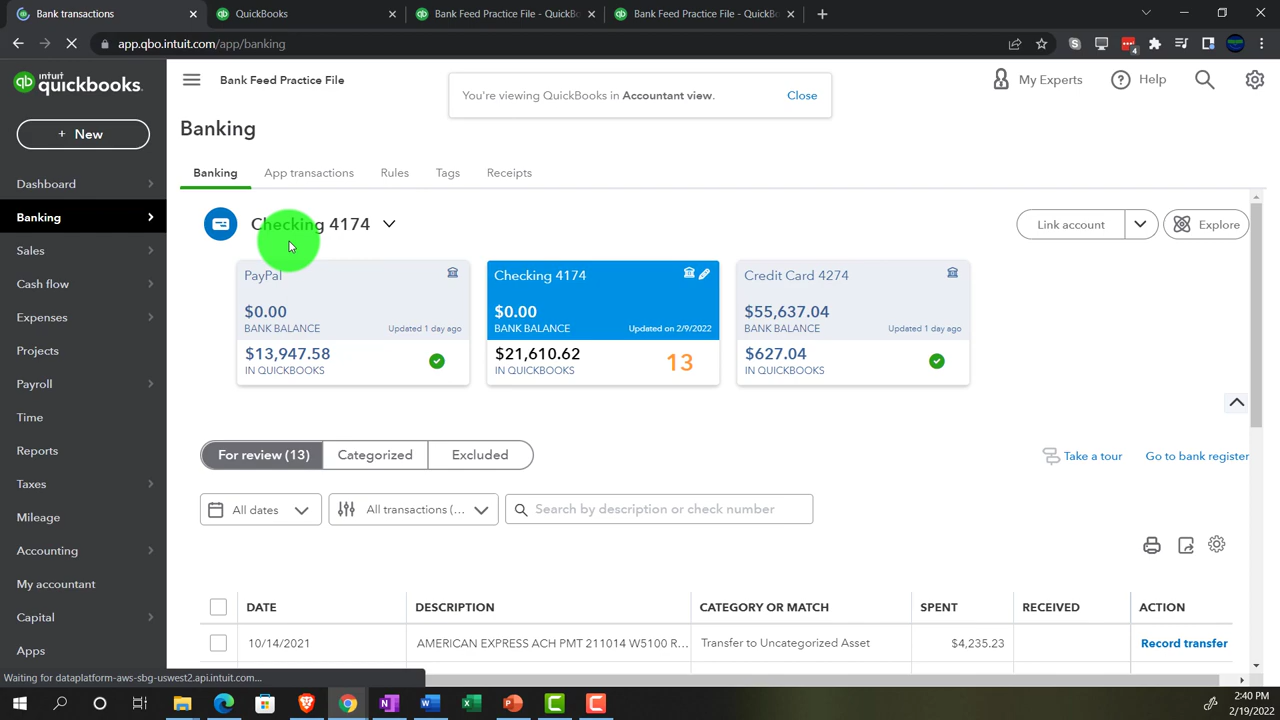 Bank transactions
QuickBooks
Bank Feed Practice File - QuickBo
Bank Feed Practice File - QuickBo
app.qbo.intuit.com/app/banking
4
intuit
quickbooks.
Bank Feed Practice File
You're viewing QuickBooks in Accountant view.
Close
My Experts
Help
+ New
Banking
Banking
App transactions
Rules
Tags
Receipts
Dashboard
Banking
Sales
Cash flow
Expenses
Projects
Payroll
Time
Reports
Taxes
Mileage
Accounting
My accountant
Capital
Apps
Checking 4174
Link account
Explore
PayPal
$0.00
BANK BALANCE
Updated 1 day ago
$13,947.58
IN QUICKBOOKS
Checking 4174
$0.00
BANK BALANCE
Updated on 2/9/2022
$21,610.62
IN QUICKBOOKS
13
Credit Card 4274
$55,637.04
BANK BALANCE
Updated 1 day ago
$627.04
IN QUICKBOOKS
For review (13)
Categorized
Excluded
Take a tour
Go to bank register
All dates
All transactions (...
Search by description or check number
DATE
DESCRIPTION
CATEGORY OR MATCH
SPENT
RECEIVED
ACTION
10/14/2021
AMERICAN EXPRESS ACH PMT 211014 W5100 R...
Transfer to Uncategorized Asset
$4,235.23
Record transfer
Waiting for dataplatform-aws-sbg-uswest2.api.intuit.com...
2:40 PM
2/19/2022